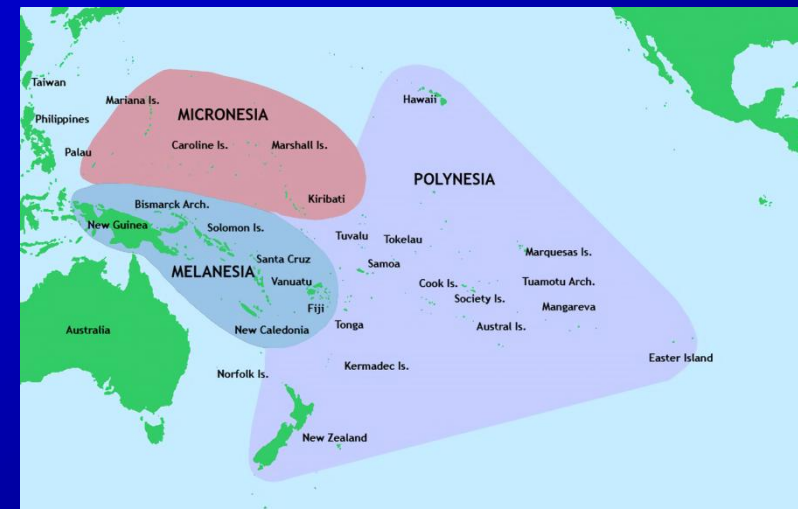 Taiwan
Mariana Is.
Hawaii
MICRONESIA
Philippines
Caroline Is.
Marshall Is.
Palau
POLYNESIA
Kiribati
Bismarck Arch.
New Guinea
Solomon Is.
Tuvalu
Tokelau
Marquesas Is.
Santa Cruz
Samoa
MELANESIA
Vanuatu
Cook Is.
Tuamotu Arch.
Society Is.
Fiji
Mangareva
Tonga
Austral Is.
Australia
New Caledonia
Easter Island
Norfolk Is.
Kermadec Is.
New Zealand